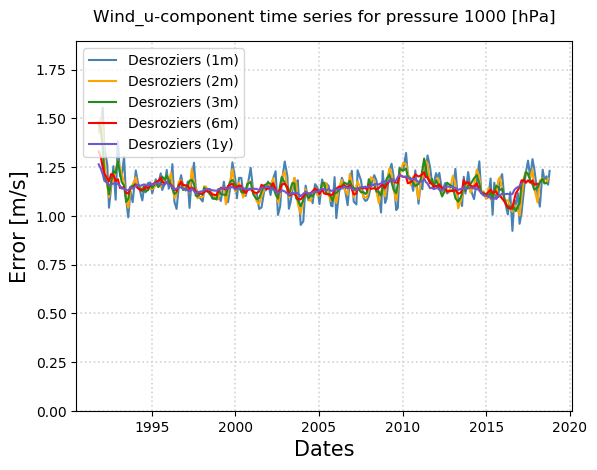 Wind_u-component time series for pressure 1000 [hPa]
Desroziers (1m)
Desroziers (2m)
Desroziers (3m)
Desroziers (6m)
Desroziers (1y)
Error [m/s]
1.75
1.50
1.25
1.00
0.75
0.50
0.25
0.00
1995 2000 2005 2010 2015 2020
Dates